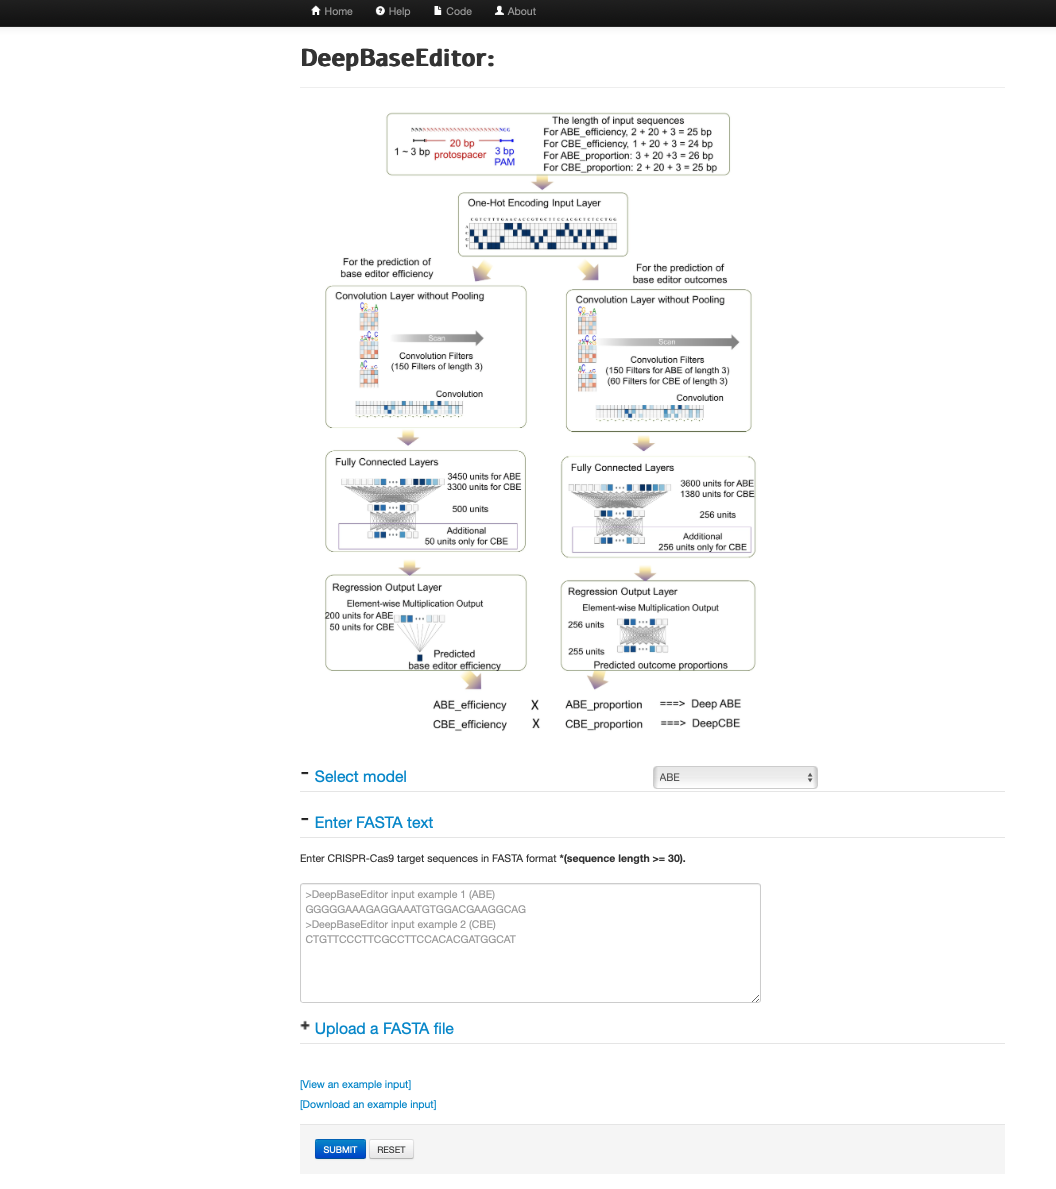 Home Help Code About
DeepBaseEditor:
NNNNNNNNNNNNNNNNNNNNNNNGG
1 ~ 3 bp
20 bp
protospacer
3 bp
PAM
The length of input sequences
For ABE_efficiency, 2 + 20 + 3 = 25 bp
For CBE_efficiency, 1 + 20 + 3 = 24 bp
For ABE_proportion: 3 + 20 +3 = 26 bp
For CBE_proportion: 2 + 20 + 3 = 25 bp
One-Hot Encoding Input Layer
For the prediction of
base editor efficiency
For the prediction of
base editor outcomes
Convolution Layer without Pooling
Scan
Convolution Filters
(150 Filters of length 3)
Convolution
Convolution Layer without Pooling
Scan
Convolution Filters
(150 Filters for ABE of length 3)
(60 Filters for CBE of length 3)
Convolution
Fully Connected Layers
3450 units for ABE
3300 units for CBE
500 units
Additional
50 units only for CBE
Fully Connected Layers
3600 units for ABE
1380 units for CBE
256 units
Additional
256 units only for CBE
Regression Output Layer
Element-wise Multiplication Output
200 units for ABE
50 units for CBE
Predicted
base editor efficiency
Regression Output Layer
Element-wise Multiplication Output
256 units
255 units
Predicted outcome proportions
ABE_efficiency X ABE_proportion ===> Deep ABE
CBE_efficiency X CBE_proportion ===> DeepCBE
- Select model ABE
- Enter FASTA text
Enter CRISPR-Cas9 target sequences in FASTA format *(sequence length >= 30).
>DeepBaseEditor input example 1 (ABE)
GGGGGAAAGAGGAAATGTGGACGAAGGCAG
>DeepBaseEditor input example 2 (CBE)
CTGTTCCCTTCGCCTTCCACACGATGGCAT
+ Upload a FASTA file
[View an example input]
[Download an example input]
SUBMIT RESET